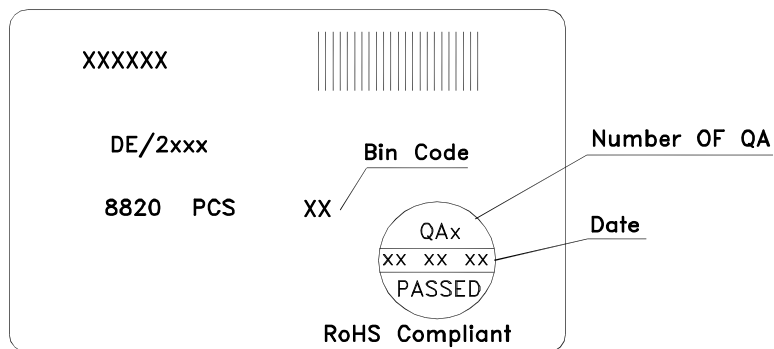 XXXXXX
DE/2xxx
Bin Code
Number OF QA
8820 PCS XX
QAx
Date
xx xx xx
PASSED
RoHS Compliant